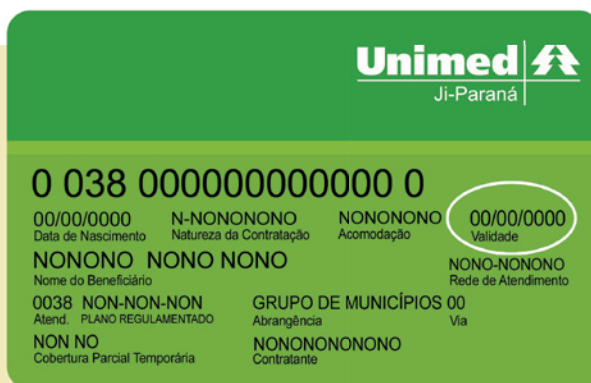 Unimed
Ji-Paraná
0 038 000000000000 0
00/00/0000 N-NONONONO NONONONO 00/00/0000
Data de Nascimento Natureza da Contratação Acomodação Validade
NONONO NONO NONO NONO-NONONO
Nome do Beneficiário Rede de Atendimento
0038 NON-NON-NON GRUPO DE MUNICÍPIOS 00
Atend. PLANO REGULAMENTADO Abrangência Via
NON NO NONONONONONO
Cobertura Parcial Temporária Contratante